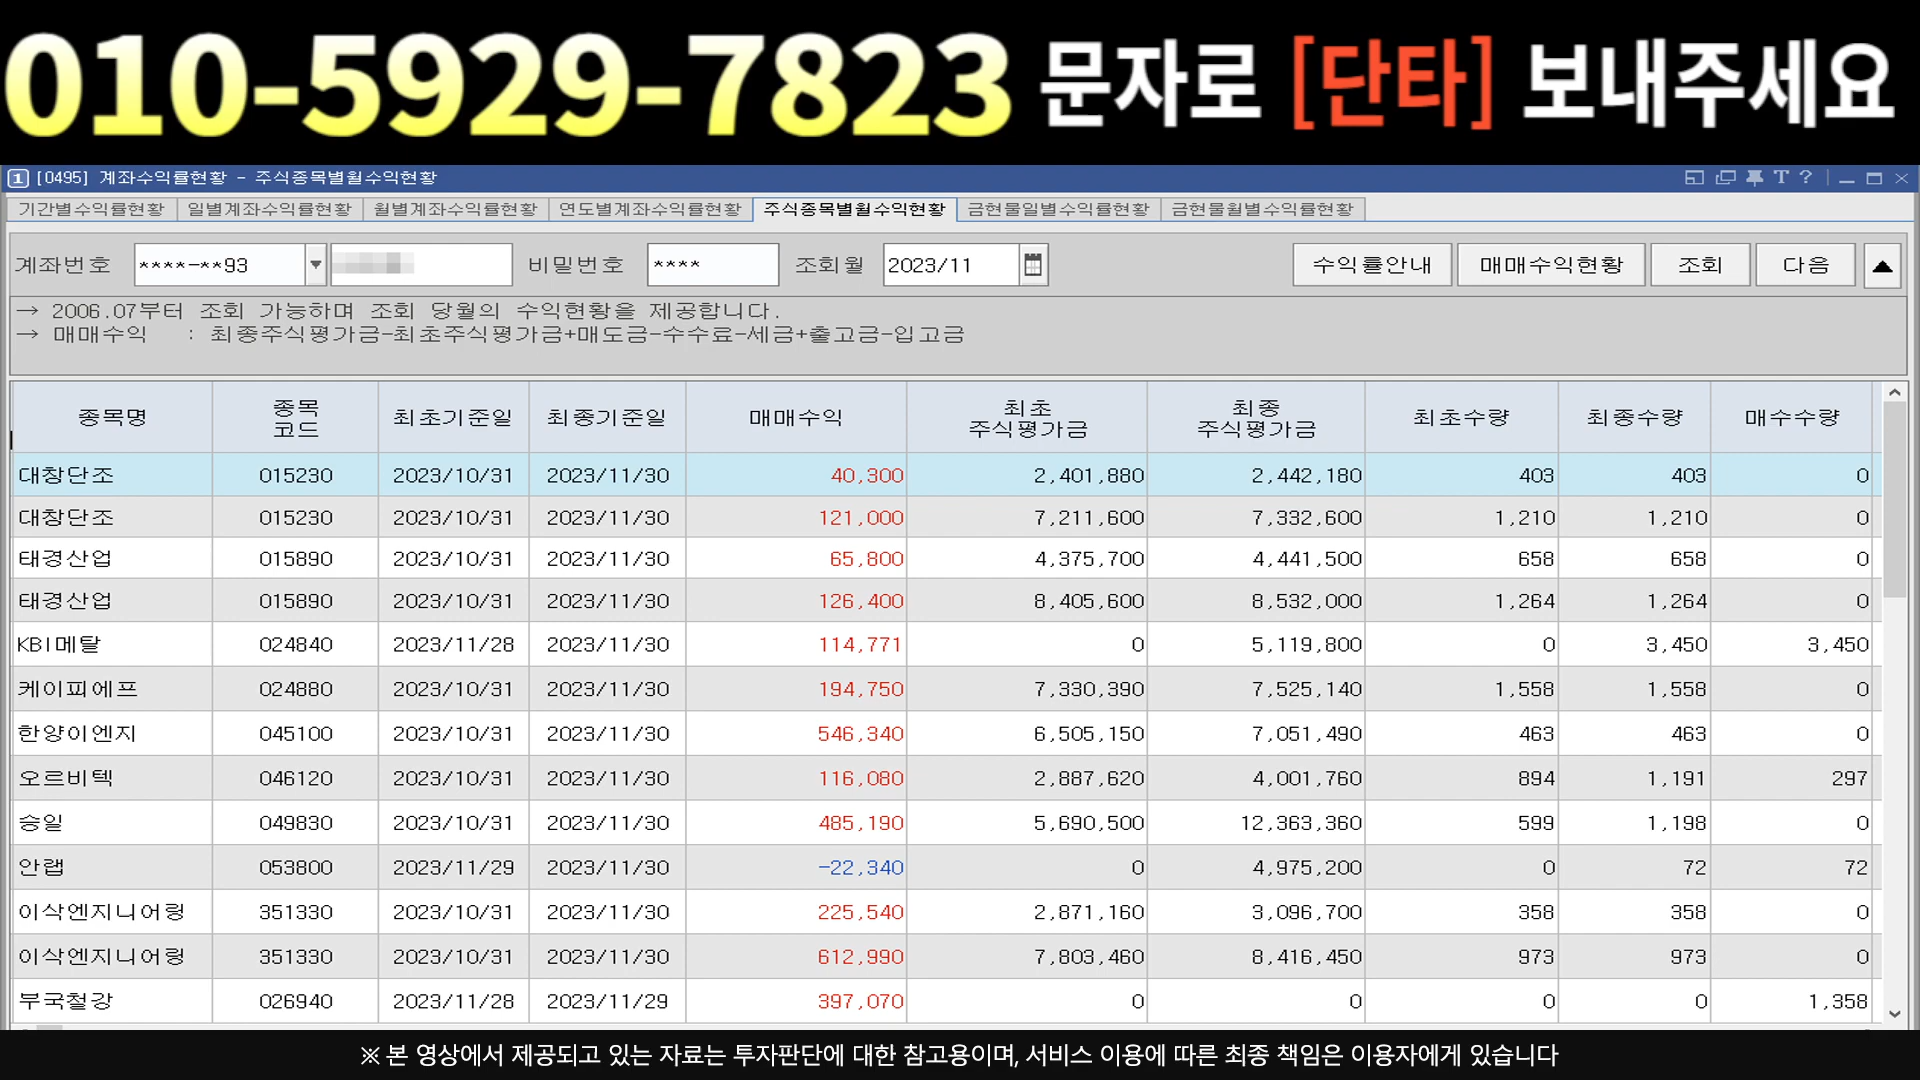 010-5929-7823 문자로 [단타] 보내주세요
1 [0495] 계좌수익률현황 - 주식종목별월수익현황
기간별수익률현황 일별계좌수익률현황 월별계좌수익률현황 연도별계좌수익률현황 주식종목별월수익현황 금현물일별수익률현황 금현물월별수익률현황
계좌번호 ****-**93 비밀번호 **** 조회월 2023/11 수익률안내 매매수익현황 조회 다음
→ 2006.07부터 조회 가능하며 조회 당월의 수익현황을 제공합니다.
→ 매매수익 : 최종주식평가금-최초주식평가금+매도금-수수료-세금+출고금-입고금
종목명 종목코드 최초기준일 최종기준일 매매수익 최초주식평가금 최종주식평가금 최초수량 최종수량 매수수량
대창단조 015230 2023/10/31 2023/11/30 40,300 2,401,880 2,442,180 403 403 0
대창단조 015230 2023/10/31 2023/11/30 121,000 7,211,600 7,332,600 1,210 1,210 0
태경산업 015890 2023/10/31 2023/11/30 65,800 4,375,700 4,441,500 658 658 0
태경산업 015890 2023/10/31 2023/11/30 126,400 8,405,600 8,532,000 1,264 1,264 0
KBI메탈 024840 2023/11/28 2023/11/30 114,771 0 5,119,800 0 3,450 3,450
케이피에프 024880 2023/10/31 2023/11/30 194,750 7,330,390 7,525,140 1,558 1,558 0
한양이엔지 045100 2023/10/31 2023/11/30 546,340 6,505,150 7,051,490 463 463 0
오르비텍 046120 2023/10/31 2023/11/30 116,080 2,887,620 4,001,760 894 1,191 297
승일 049830 2023/10/31 2023/11/30 485,190 5,690,500 12,363,360 599 1,198 0
안랩 053800 2023/11/29 2023/11/30 -22,340 0 4,975,200 0 72 72
이삭엔지니어링 351330 2023/10/31 2023/11/30 225,540 2,871,160 3,096,700 358 358 0
이삭엔지니어링 351330 2023/10/31 2023/11/30 612,990 7,803,460 8,416,450 973 973 0
부국철강 026940 2023/11/28 2023/11/29 397,070 0 0 0 0 1,358
※ 본 영상에서 제공되고 있는 자료는 투자판단에 대한 참고용이며, 서비스 이용에 따른 최종 책임은 이용자에게 있습니다